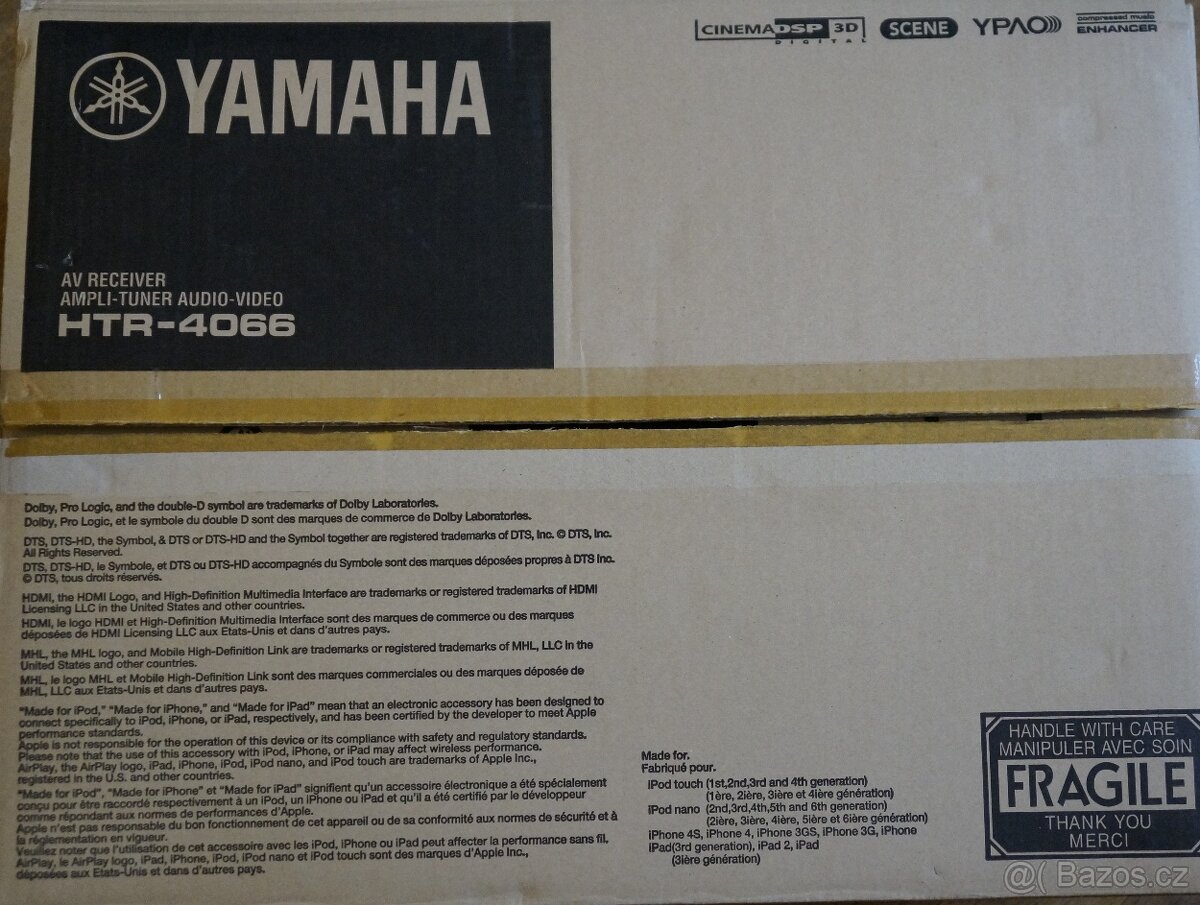 YAMAHA
CINEMA DSP 3D
DIGITAL
SCENE
YPAO
compressed music
ENHANCER
AV RECEIVER
AMPLI-TUNER AUDIO-VIDEO
HTR-4066
Dolby, Pro Logic, and the double-D symbol are trademarks of Dolby Laboratories.
Dolby, Pro Logic, et le symbole du double D sont des marques de commerce de Dolby Laboratories.
DTS, DTS-HD, the Symbol, & DTS or DTS-HD and the Symbol together are registered trademarks of DTS, Inc. © DTS, Inc.
All Rights Reserved.
DTS, DTS-HD, le Symbole, et DTS ou DTS-HD accompagnés du Symbole sont des marques déposées propres à DTS Inc.
© DTS, tous droits réservés.
HDMI, the HDMI Logo, and High-Definition Multimedia Interface are trademarks or registered trademarks of HDMI
Licensing LLC in the United States and other countries.
HDMI, le logo HDMI et High-Definition Multimedia Interface sont des marques de commerce ou des marques
déposées de HDMI Licensing LLC aux Etats-Unis et dans d'autres pays.
MHL, the MHL logo, and Mobile High-Definition Link are trademarks or registered trademarks of MHL, LLC in the
United States and other countries.
MHL, le logo MHL et Mobile High-Definition Link sont des marques commerciales ou des marques déposée de
MHL, LLC aux Etats-Unis et dans d'autres pays.
"Made for iPod," "Made for iPhone," and "Made for iPad" mean that an electronic accessory has been designed to
connect specifically to iPod, iPhone, or iPad, respectively, and has been certified by the developer to meet Apple
performance standards.
Apple is not responsible for the operation of this device or its compliance with safety and regulatory standards.
Please note that the use of this accessory with iPod, iPhone, or iPad may affect wireless performance.
AirPlay, the AirPlay logo, iPad, iPhone, iPod, iPod nano, and iPod touch are trademarks of Apple Inc.,
registered in the U.S. and other countries.
"Made for iPod", "Made for iPhone" et "Made for iPad" signifient qu'un accessoire électronique a été spécialement
conçu pour être raccordé respectivement à un iPod, un iPhone ou un iPad et qu'il a été certifié par le développeur
comme répondant aux normes de performances d'Apple.
Apple n'est pas responsable du bon fonctionnement de cet appareil ou de sa conformité aux normes de sécurité et à
la réglementation en vigueur.
Veuillez noter que l'utilisation de cet accessoire avec les iPod, iPhone ou iPad peut affecter la performance sans fil.
AirPlay, le AirPlay logo, iPad, iPhone, iPod, iPod nano et iPod touch sont des marques d'Apple Inc.,
déposées aux Etats-Unis et dans d'autres pays.
Made for.
Fabriqué pour.
iPod touch (1st,2nd,3rd and 4th generation)
(1ère, 2ière, 3ière et 4ière génération)
iPod nano (2nd,3rd,4th,5th and 6th generation)
(2ière, 3ière, 4ière, 5ière et 6ière génération)
iPhone 4S, iPhone 4, iPhone 3GS, iPhone 3G, iPhone
iPad(3rd generation), iPad 2, iPad
(3ière génération)
HANDLE WITH CARE
MANIPULER AVEC SOIN
FRAGILE
THANK YOU
MERCI
@( Bazos.cz